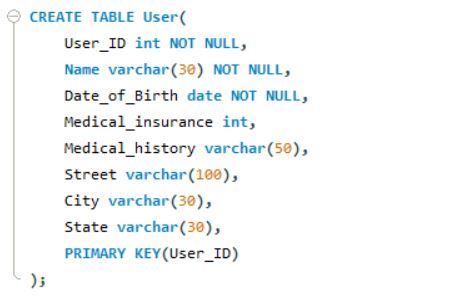 CREATE TABLE User(
User_ID int NOT NULL,
Name varchar(30) NOT NULL,
Date_of_Birth date NOT NULL,
Medical_insurance int,
Medical_history varchar(50),
Street varchar(100),
City varchar(30),
State varchar(30),
PRIMARY KEY(User_ID)
);